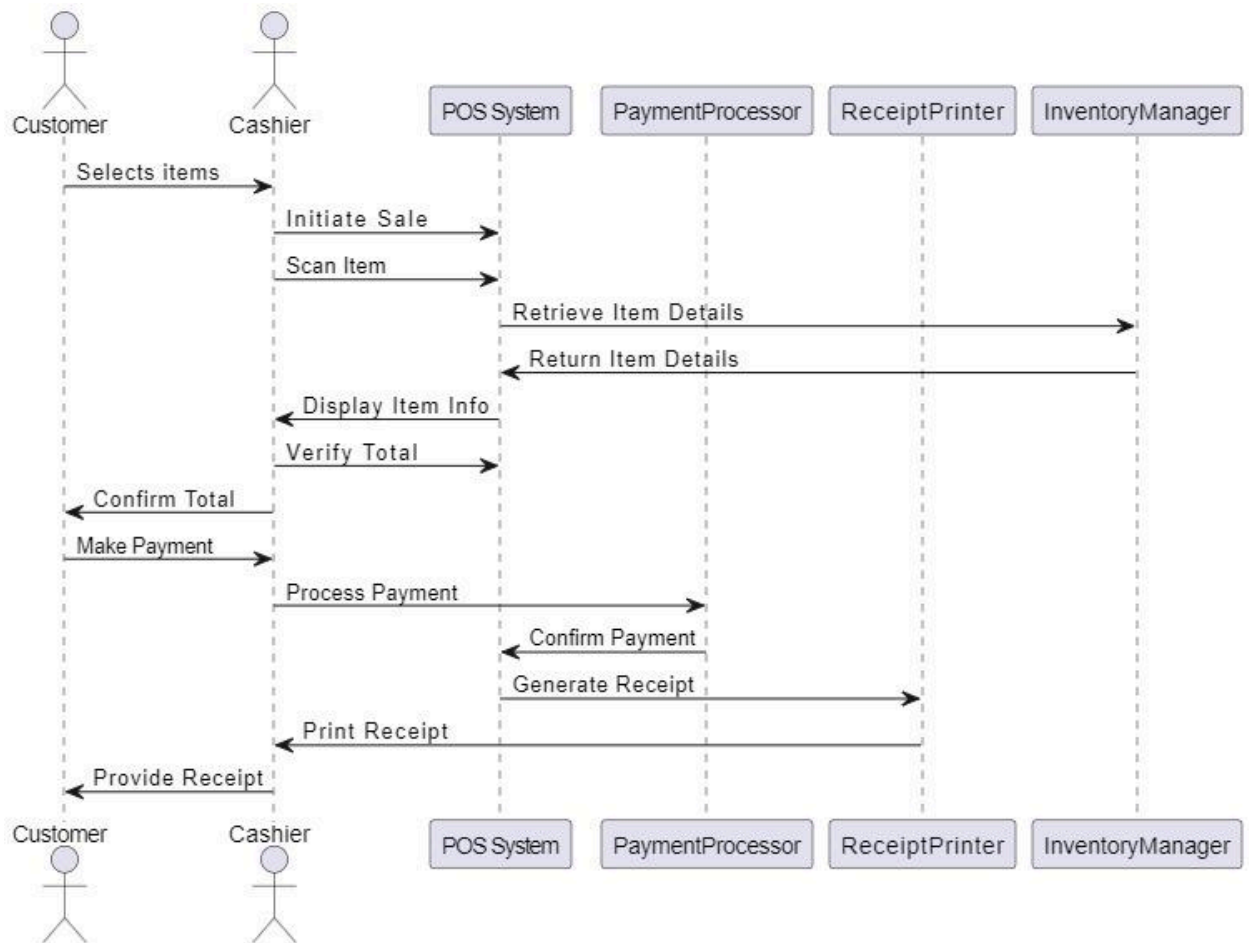 Customer
Cashier
POS System
PaymentProcessor
ReceiptPrinter
InventoryManager
Selects items
Initiate Sale
Scan Item
Retrieve Item Details
Return Item Details
Display Item Info
Verify Total
Confirm Total
Make Payment
Process Payment
Confirm Payment
Generate Receipt
Print Receipt
Provide Receipt
Customer
Cashier
POS System
PaymentProcessor
ReceiptPrinter
InventoryManager